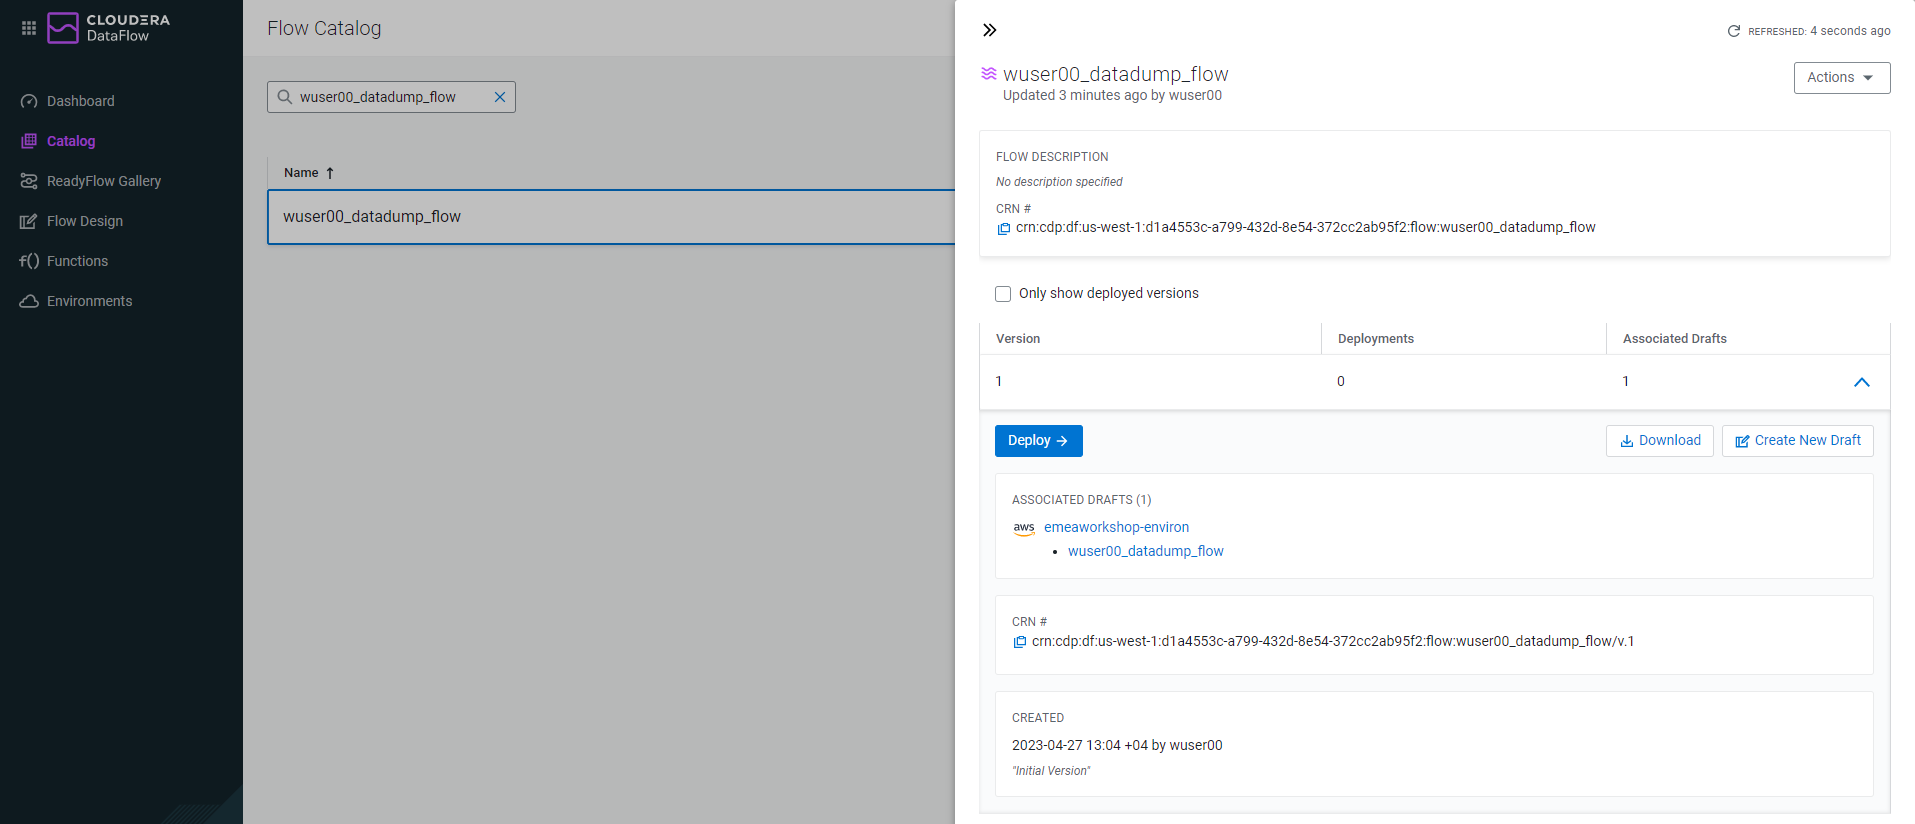 CLOUDERA
DataFlow
Dashboard
Catalog
ReadyFlow Gallery
Flow Design
f() Functions
Environments
Flow Catalog
wuser00_datadump_flow
Name
wuser00_datadump_flow
REFRESHED: 4 seconds ago
wuser00_datadump_flow
Updated 3 minutes ago by wuser00
Actions
FLOW DESCRIPTION
No description specified
CRN #
crn:cdp:df:us-west-1:d1a4553c-a799-432d-8e54-372cc2ab95f2:flow:wuser00_datadump_flow
Only show deployed versions
Version Deployments Associated Drafts
1 0 1
Deploy Download Create New Draft
ASSOCIATED DRAFTS (1)
aws emeaworkshop-environ
• wuser00_datadump_flow
CRN #
crn:cdp:df:us-west-1:d1a4553c-a799-432d-8e54-372cc2ab95f2:flow:wuser00_datadump_flow/v.1
CREATED
2023-04-27 13:04 +04 by wuser00
"Initial Version"